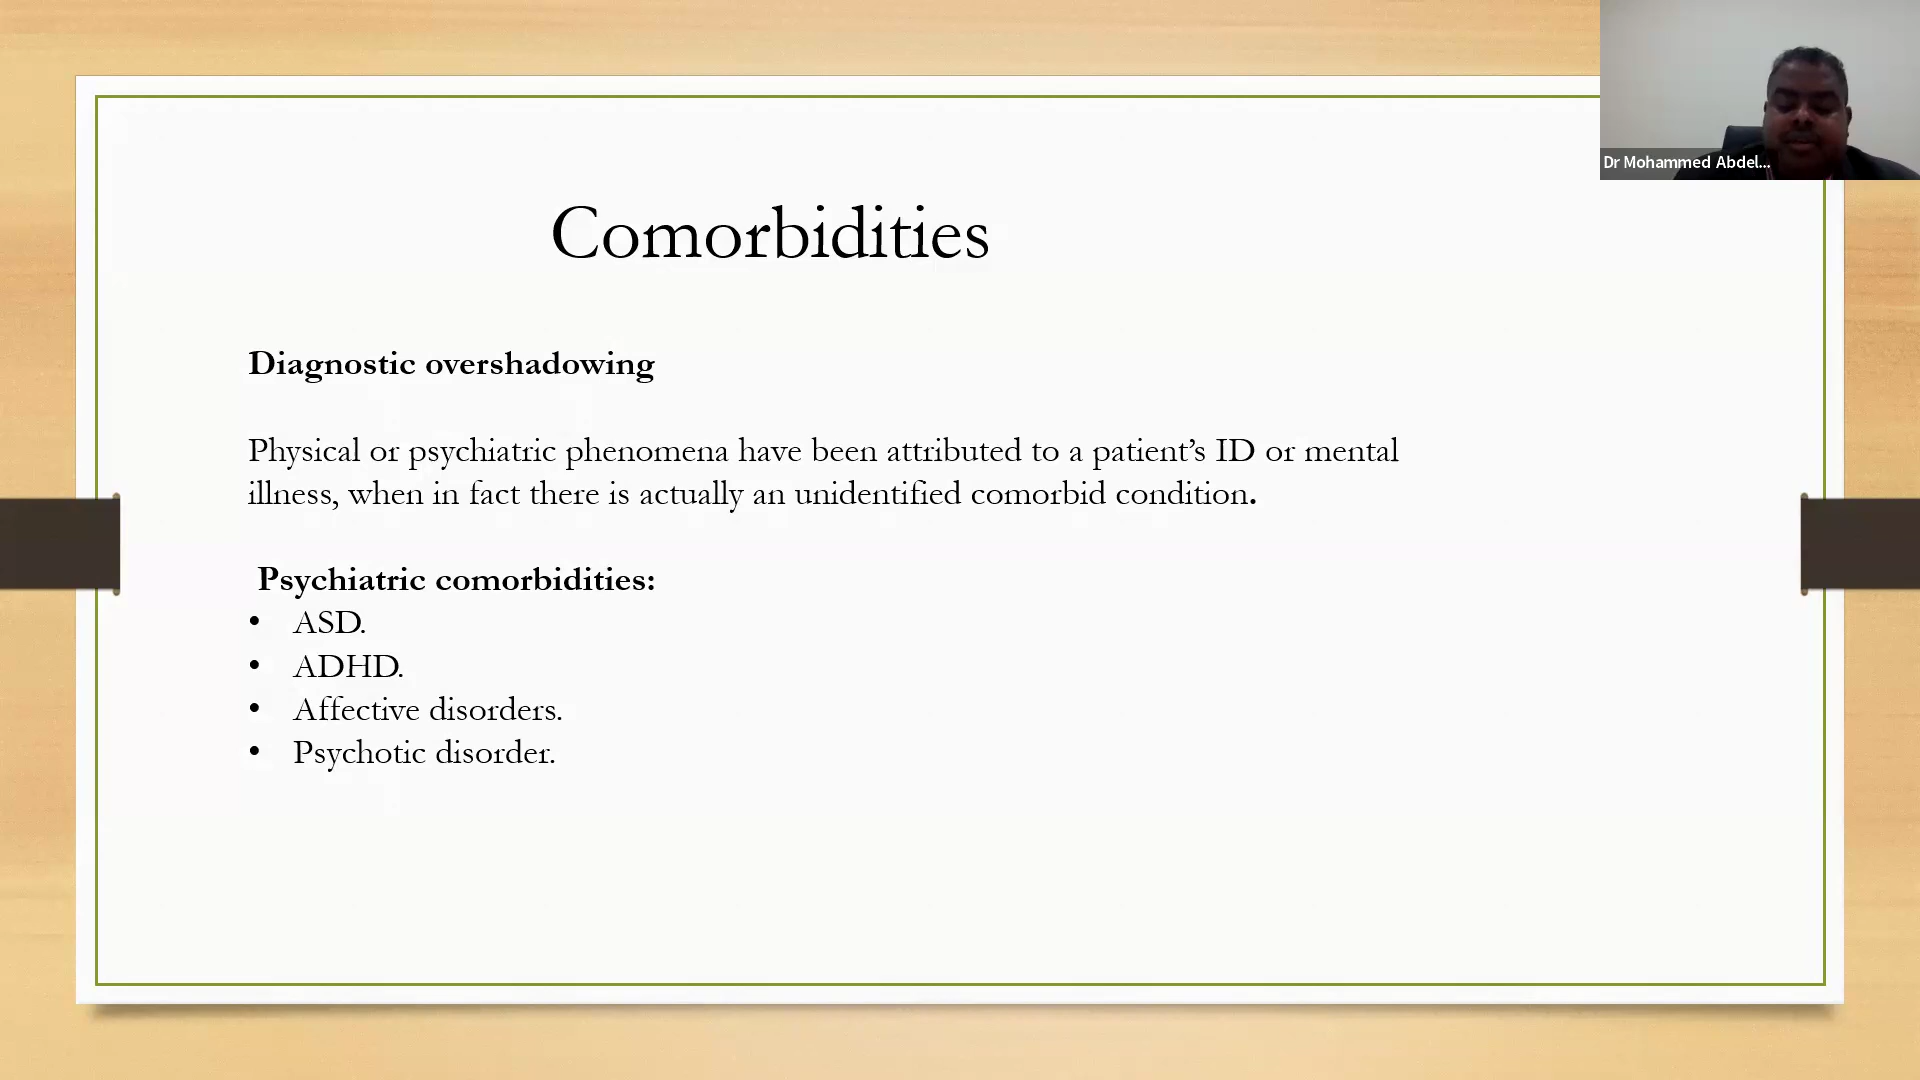 Dr Mohammed Abdel...
Comorbidities
Diagnostic overshadowing
Physical or psychiatric phenomena have been attributed to a patient’s ID or mental
illness, when in fact there is actually an unidentified comorbid condition.
Psychiatric comorbidities:
• ASD.
• ADHD.
• Affective disorders.
• Psychotic disorder.